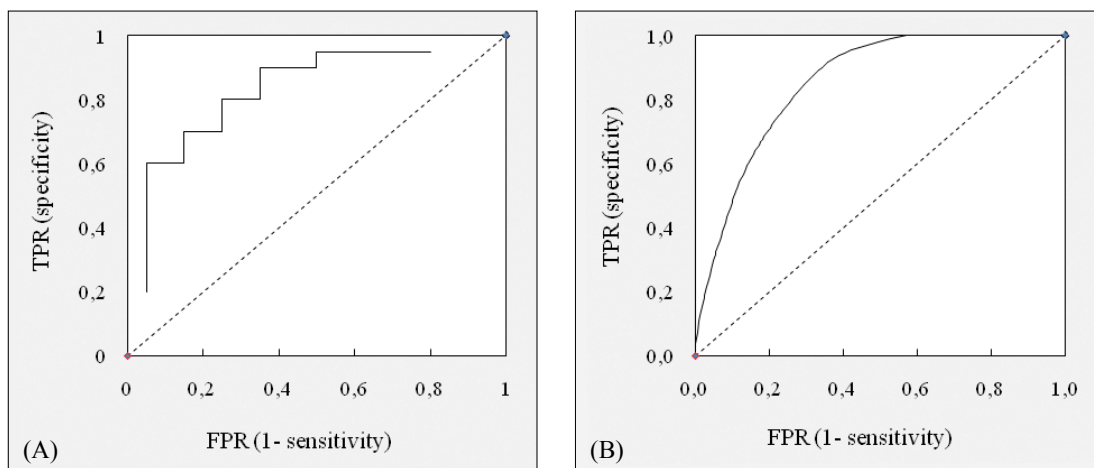 1
0,8
0,6
0,4
0,2
0
TPR (specificity)
0 0,2 0,4 0,6 0,8 1
FPR (1- sensitivity)
(A)
1,0
0,8
0,6
0,4
0,2
0,0
TPR (specificity)
0,0 0,2 0,4 0,6 0,8 1,0
FPR (1- sensitivity)
(B)